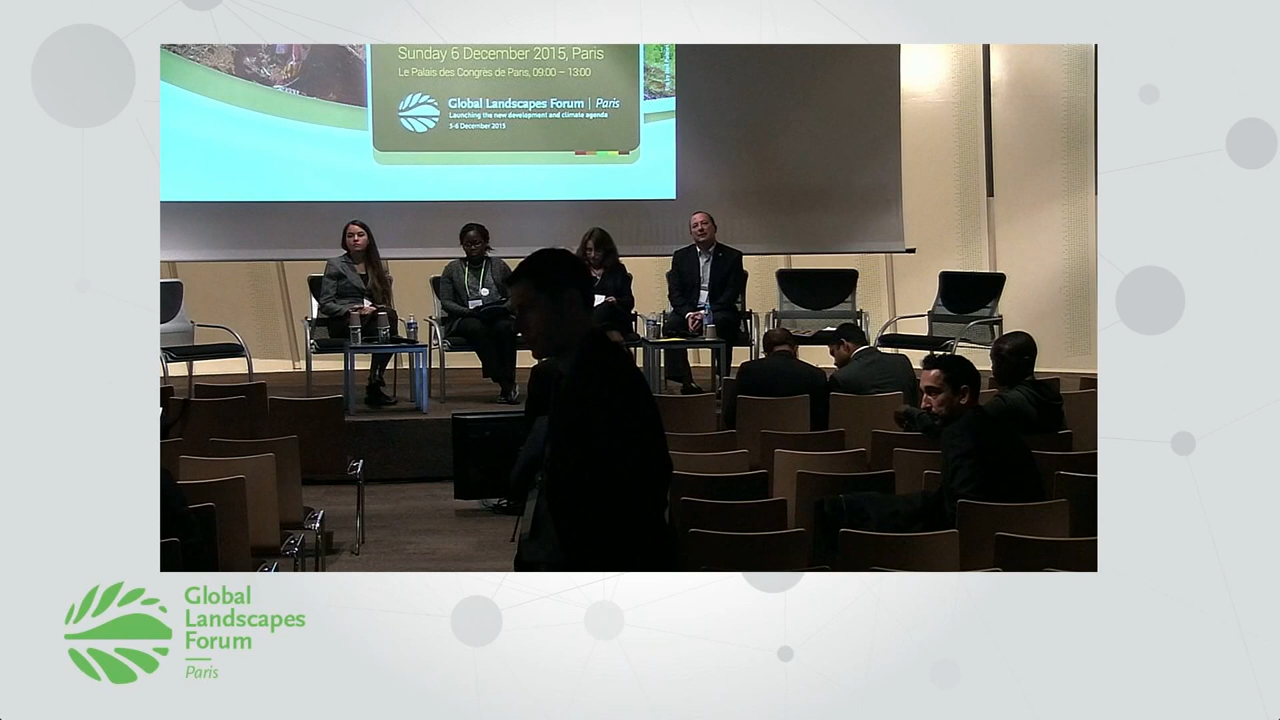 Sunday 6 December 2015, Paris
Le Palais des Congrès de Paris, 09:00 – 13:00
Global Landscapes Forum | Paris
Launching the new development and climate agenda
5-6 December 2015
Global
Landscapes
Forum
Paris